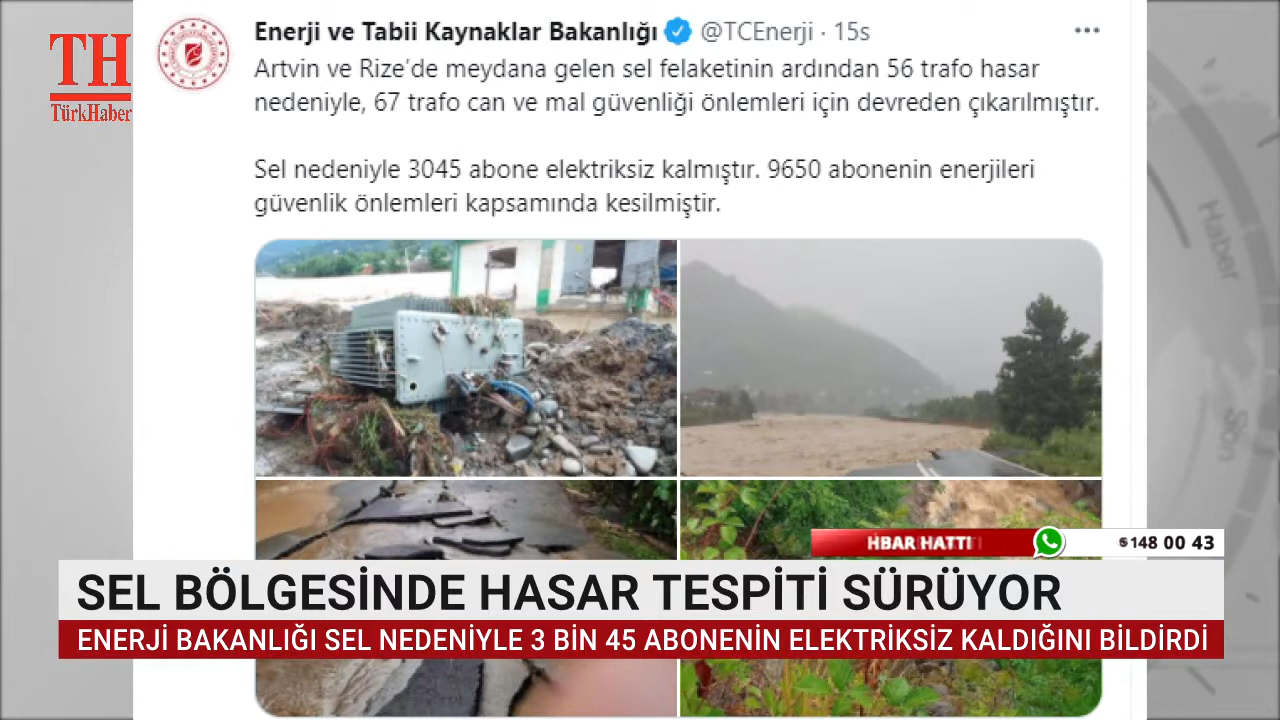 TH
TürkHaber
Enerji ve Tabii Kaynaklar Bakanlığı @TCEnerji · 15s
Artvin ve Rize'de meydana gelen sel felaketinin ardından 56 trafo hasar
nedeniyle, 67 trafo can ve mal güvenliği önlemleri için devreden çıkarılmıştır.
Sel nedeniyle 3045 abone elektriksiz kalmıştır. 9650 abonenin enerjileri
güvenlik önlemleri kapsamında kesilmiştir.
Haber
Son
HATTI
148 00 43
SEL BÖLGESİNDE HASAR TESPİTİ SÜRÜYOR
ENERJİ BAKANLIĞI SEL NEDENİYLE 3 BİN 45 ABONENİN ELEKTRİKSİZ KALDIĞINI BİLDİRDİ